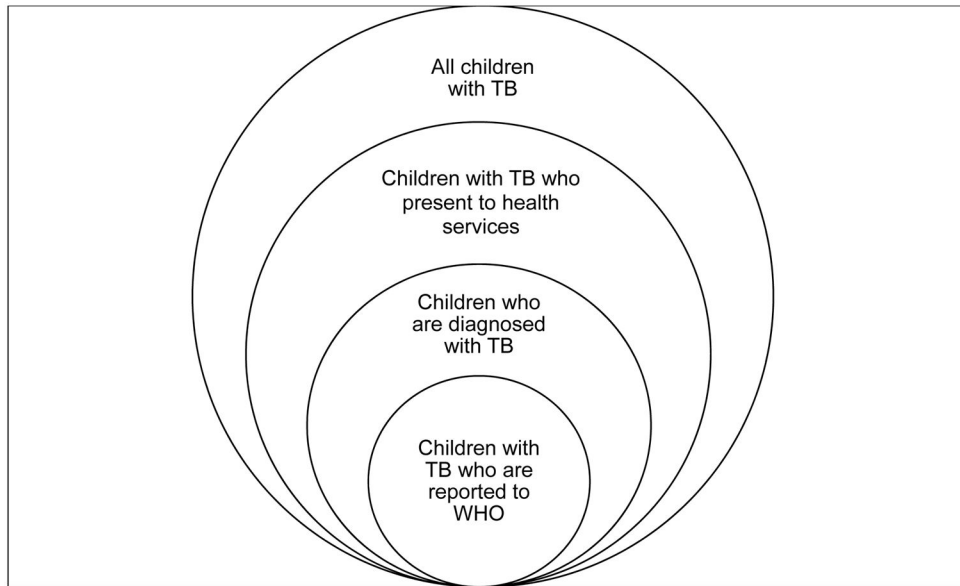 All children
with TB
Children with TB who
present to health
services
Children who
are diagnosed
with TB
Children with
TB who are
reported to
WHO